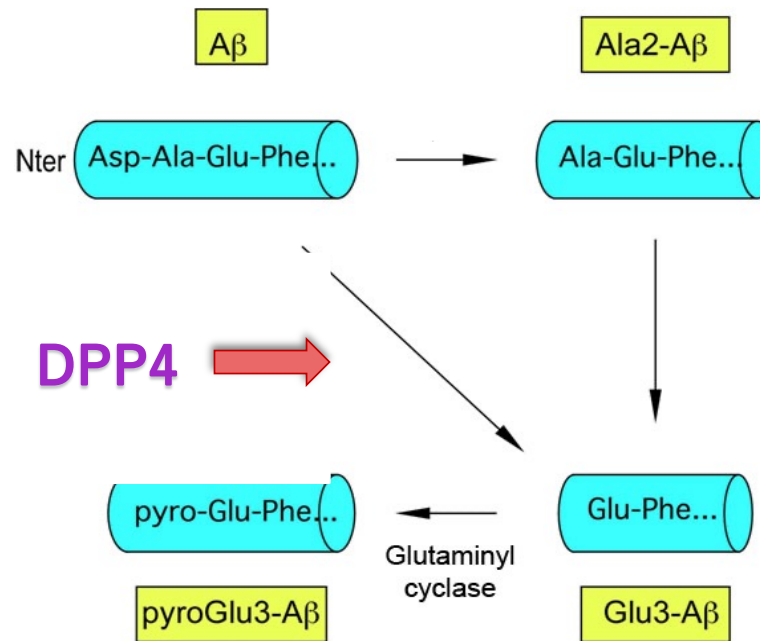 Aβ
Ala2-Aβ
Nter
Asp-Ala-Glu-Phe...
Ala-Glu-Phe...
DPP4
pyro-Glu-Phe...
Glu-Phe...
Glutaminyl
cyclase
pyroGlu3-Aβ
Glu3-Aβ